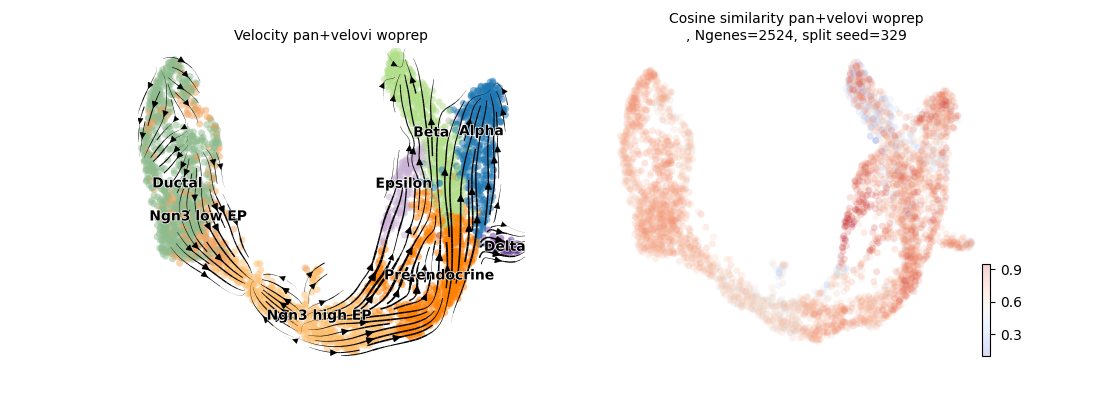 Velocity pan+velovi woprep
Beta
Alpha
Epsilon
Ductal
Ngn3 low EP
Delta
Pre-endocrine
Ngn3 high EP
Cosine similarity pan+velovi woprep
, Ngenes=2524, split seed=329
0.9
0.6
0.3